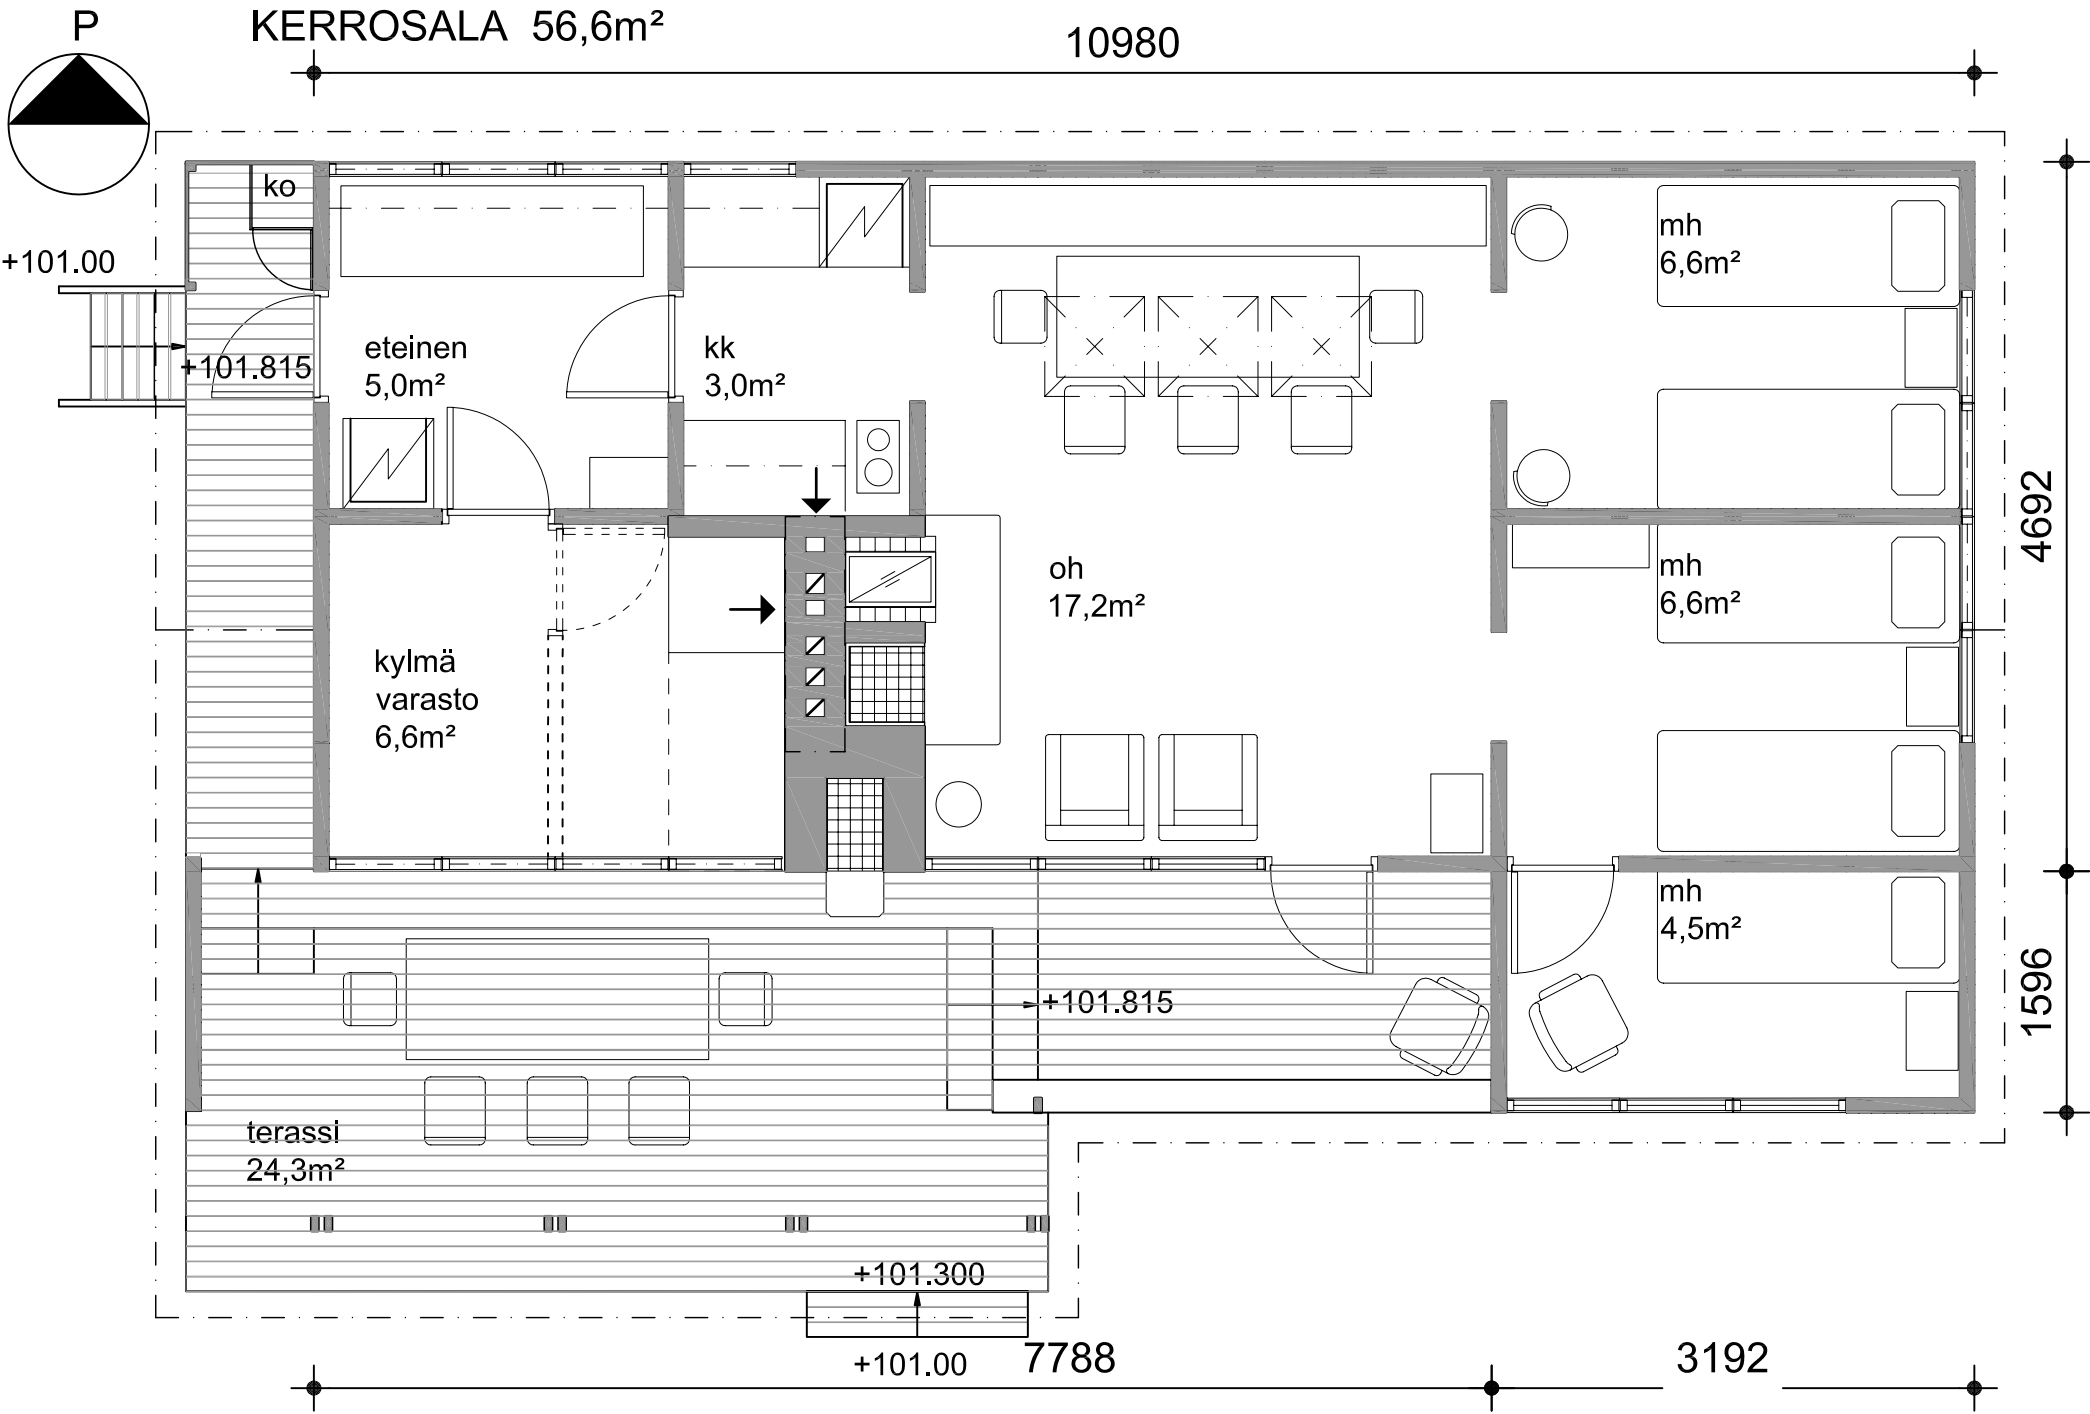 P
KERROSALA 56,6m²
10980
ko
+101.00
+101.815
eteinen
5,0m²
kk
3,0m²
mh
6,6m²
4692
oh
17,2m²
mh
6,6m²
kylmä
varasto
6,6m²
mh
4,5m²
1596
+101.815
terassi
24,3m²
+101.300
+101.00
7788
3192